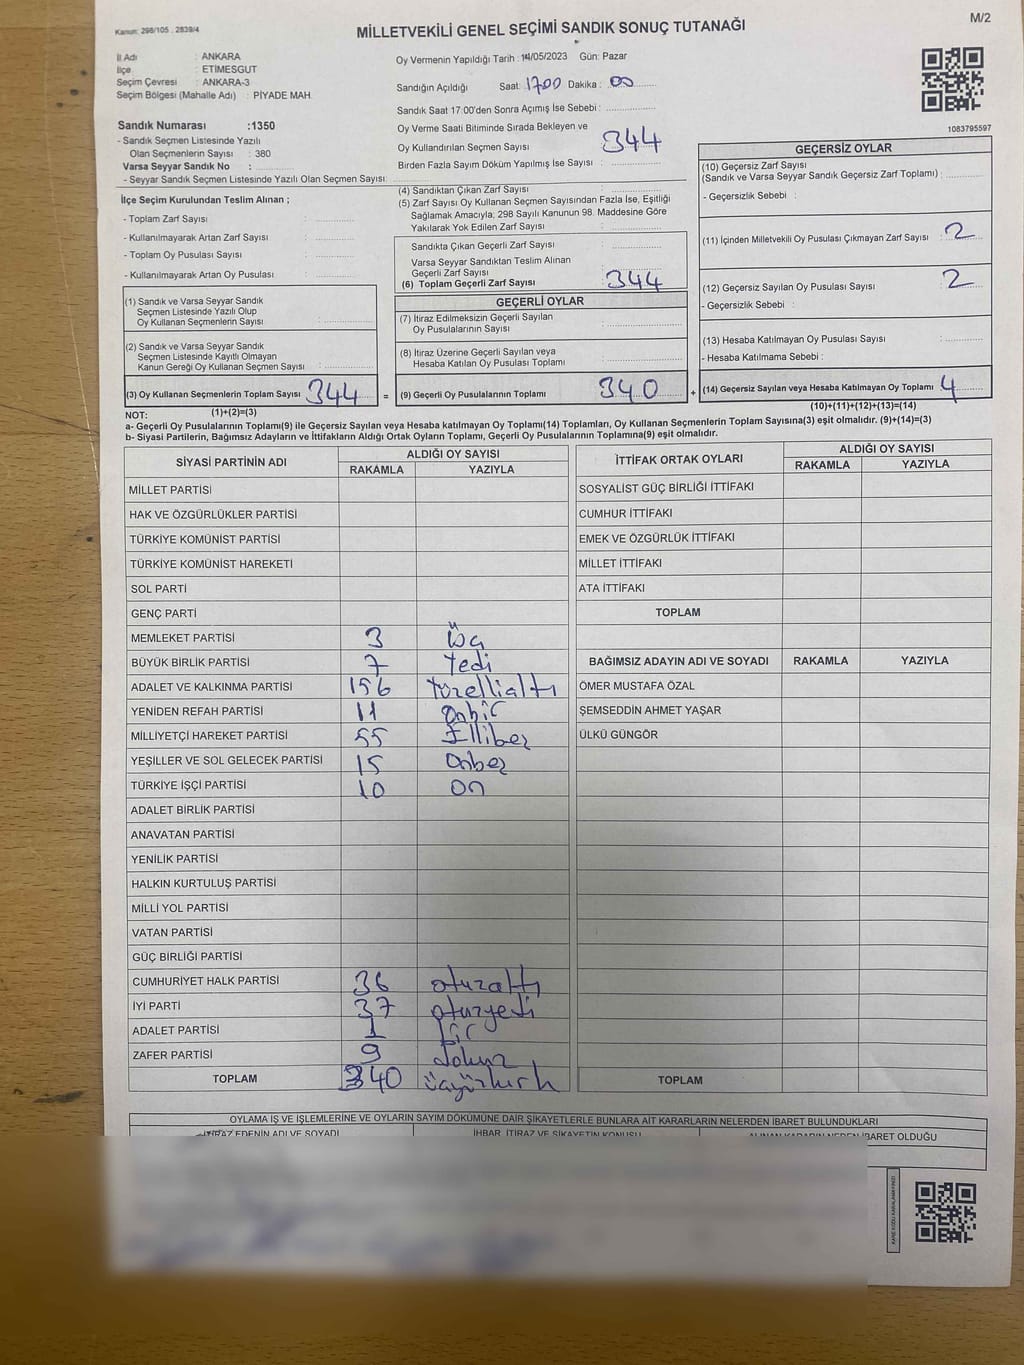 Kanun: 298/105 . 2839/4
MİLLETVEKİLİ GENEL SEÇİMİ SANDIK SONUÇ TUTANAĞI
M/2
İl Adı : ANKARA
İlçe : ETİMESGUT
Seçim Çevresi : ANKARA-3
Seçim Bölgesi (Mahalle Adı) : PİYADE MAH.
Oy Vermenin Yapıldığı Tarih : 14/05/2023 Gün: Pazar
Sandığın Açıldığı Saat: 1700 Dakika : 00
Sandık Saat 17:00'den Sonra Açımış İse Sebebi :
Sandık Numarası :1350
- Sandık Seçmen Listesinde Yazılı
Olan Seçmenlerin Sayısı : 380
Varsa Seyyar Sandık No :
- Seyyar Sandık Seçmen Listesinde Yazılı Olan Seçmen Sayısı:
Oy Verme Saati Bitiminde Sırada Bekleyen ve
Oy Kullandırılan Seçmen Sayısı : 344
Birden Fazla Sayım Döküm Yapılmış İse Sayısı :
1083795597
İlçe Seçim Kurulundan Teslim Alınan ;
- Toplam Zarf Sayısı :
- Kullanılmayarak Artan Zarf Sayısı :
- Toplam Oy Pusulası Sayısı :
- Kullanılmayarak Artan Oy Pusulası :
(4) Sandıktan Çıkan Zarf Sayısı :
(5) Zarf Sayısı Oy Kullanan Seçmen Sayısından Fazla İse, Eşitliği
Sağlamak Amacıyla; 298 Sayılı Kanunun 98. Maddesine Göre
Yakılarak Yok Edilen Zarf Sayısı :
Sandıkta Çıkan Geçerli Zarf Sayısı :
Varsa Seyyar Sandıktan Teslim Alınan
Geçerli Zarf Sayısı :
(6) Toplam Geçerli Zarf Sayısı : 344
GEÇERSİZ OYLAR
(10) Geçersiz Zarf Sayısı
(Sandık ve Varsa Seyyar Sandık Geçersiz Zarf Toplamı) :
- Geçersizlik Sebebi :
(11) İçinden Milletvekili Oy Pusulası Çıkmayan Zarf Sayısı : 2
(12) Geçersiz Sayılan Oy Pusulası Sayısı : 2
- Geçersizlik Sebebi :
(13) Hesaba Katılmayan Oy Pusulası Sayısı :
- Hesaba Katılmama Sebebi :
(14) Geçersiz Sayılan veya Hesaba Katılmayan Oy Toplamı : 4
(10)+(11)+(12)+(13)=(14)
(1) Sandık ve Varsa Seyyar Sandık
Seçmen Listesinde Yazılı Olup
Oy Kullanan Seçmenlerin Sayısı :
(2) Sandık ve Varsa Seyyar Sandık
Seçmen Listesinde Kayıtlı Olmayan
Kanun Gereği Oy Kullanan Seçmen Sayısı :
(3) Oy Kullanan Seçmenlerin Toplam Sayısı : 344 =
(1)+(2)=(3)
GEÇERLİ OYLAR
(7) İtiraz Edilmeksizin Geçerli Sayılan
Oy Pusulalarının Sayısı :
(8) İtiraz Üzerine Geçerli Sayılan veya
Hesaba Katılan Oy Pusulası Toplamı :
(9) Geçerli Oy Pusulalarının Toplamı : 340 +
NOT:
a- Geçerli Oy Pusulalarının Toplamı(9) ile Geçersiz Sayılan veya Hesaba katılmayan Oy Toplamı(14) Toplamları, Oy Kullanan Seçmenlerin Toplam Sayısına(3) eşit olmalıdır. (9)+(14)=(3)
b- Siyasi Partilerin, Bağımsız Adayların ve İttifakların Aldığı Ortak Oyların Toplamı, Geçerli Oy Pusulalarının Toplamına(9) eşit olmalıdır.
SİYASİ PARTİNİN ADI ALDIĞI OY SAYISI
RAKAMLA YAZIYLA
MİLLET PARTİSİ
HAK VE ÖZGÜRLÜKLER PARTİSİ
TÜRKİYE KOMÜNİST PARTİSİ
TÜRKİYE KOMÜNİST HAREKETİ
SOL PARTİ
GENÇ PARTİ
MEMLEKET PARTİSİ 3 üç
BÜYÜK BİRLİK PARTİSİ 7 Yedi
ADALET VE KALKINMA PARTİSİ 156 Yüzellialtı
YENİDEN REFAH PARTİSİ 11 Onbir
MİLLİYETÇİ HAREKET PARTİSİ 55 Ellibeş
YEŞİLLER VE SOL GELECEK PARTİSİ 15 Onbeş
TÜRKİYE İŞÇİ PARTİSİ 10 On
ADALET BİRLİK PARTİSİ
ANAVATAN PARTİSİ
YENİLİK PARTİSİ
HALKIN KURTULUŞ PARTİSİ
MİLLİ YOL PARTİSİ
VATAN PARTİSİ
GÜÇ BİRLİĞİ PARTİSİ
CUMHURİYET HALK PARTİSİ 36 otuzaltı
İYİ PARTİ 37 otuzyedi
ADALET PARTİSİ 1 bir
ZAFER PARTİSİ 9 dokuz
TOPLAM 340 üçyüzkırk
İTTİFAK ORTAK OYLARI ALDIĞI OY SAYISI
RAKAMLA YAZIYLA
SOSYALİST GÜÇ BİRLİĞİ İTTİFAKI
CUMHUR İTTİFAKI
EMEK VE ÖZGÜRLÜK İTTİFAKI
MİLLET İTTİFAKI
ATA İTTİFAKI
TOPLAM
BAĞIMSIZ ADAYIN ADI VE SOYADI RAKAMLA YAZIYLA
ÖMER MUSTAFA ÖZAL
ŞEMSEDDİN AHMET YAŞAR
ÜLKÜ GÜNGÖR
TOPLAM
OYLAMA İŞ VE İŞLEMLERİNE VE OYLARIN SAYIM DÖKÜMÜNE DAİR ŞİKAYETLERLE BUNLARA AİT KARARLARIN NELERDEN İBARET BULUNDUKLARI
İTİRAZ EDENİN ADI VE SOYADI İHBAR, İTİRAZ VE ŞİKAYETİN KONUSU ALINAN KARARIN NEDEN İBARET OLDUĞU